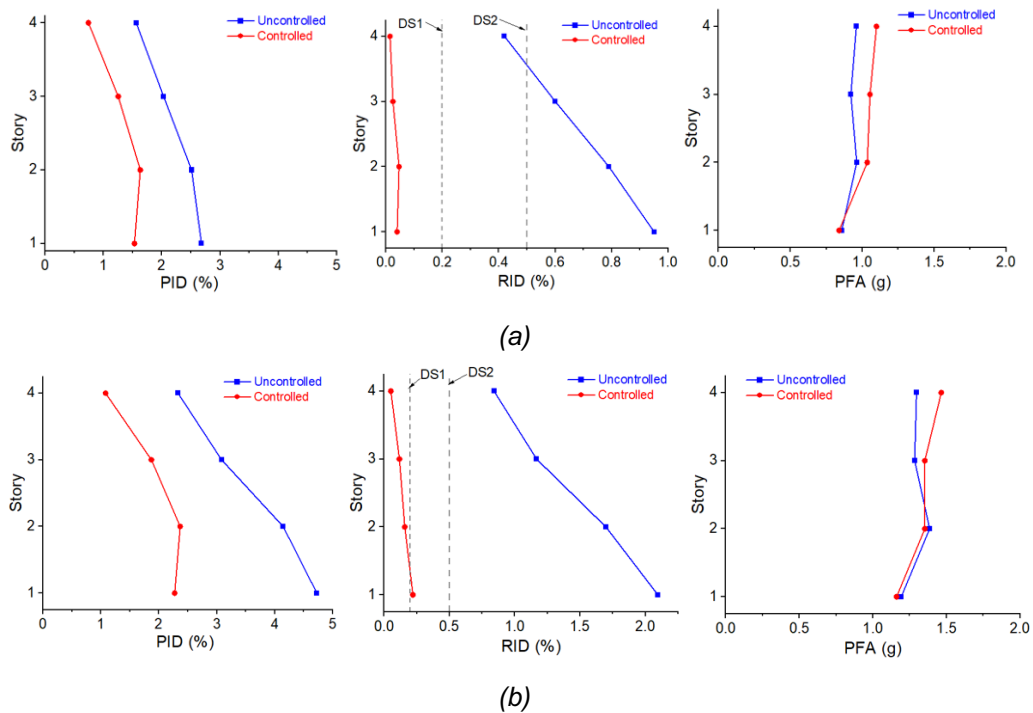 Uncontrolled
Controlled
Story
4
3
2
1
0
1
2
3
4
5
PID (%)
DS1
DS2
Uncontrolled
Controlled
Story
4
3
2
1
0.0
0.2
0.4
0.6
0.8
1.0
RID (%)
Uncontrolled
Controlled
Story
4
3
2
1
0.0
0.5
1.0
1.5
2.0
PFA (g)
(a)
Uncontrolled
Controlled
Story
4
3
2
1
0
1
2
3
4
5
PID (%)
DS1
DS2
Uncontrolled
Controlled
Story
4
3
2
1
0.0
0.5
1.0
1.5
2.0
RID (%)
Uncontrolled
Controlled
Story
4
3
2
1
0.0
0.5
1.0
1.5
2.0
PFA (g)
(b)